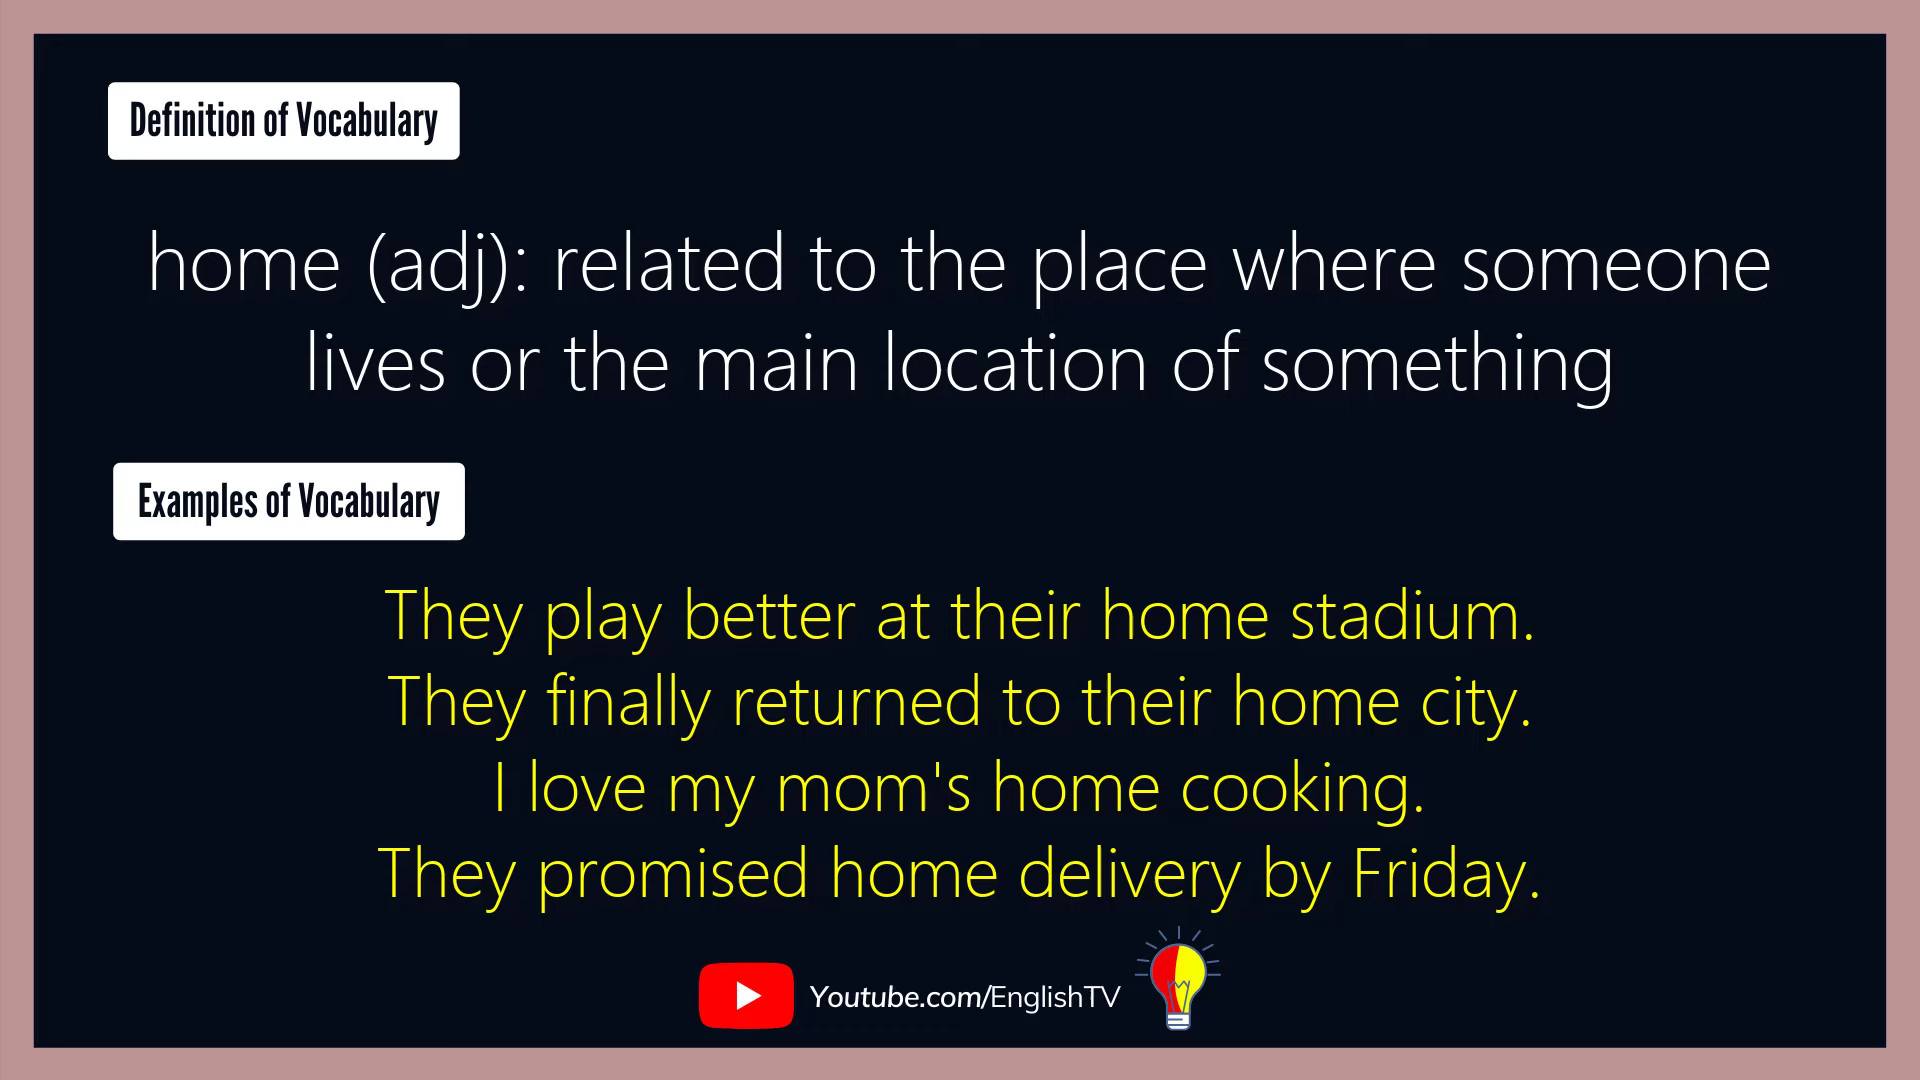 Definition of Vocabulary
home (adj): related to the place where someone
lives or the main location of something
Examples of Vocabulary
They play better at their home stadium.
They finally returned to their home city.
I love my mom's home cooking.
They promised home delivery by Friday.
Youtube.com/EnglishTV